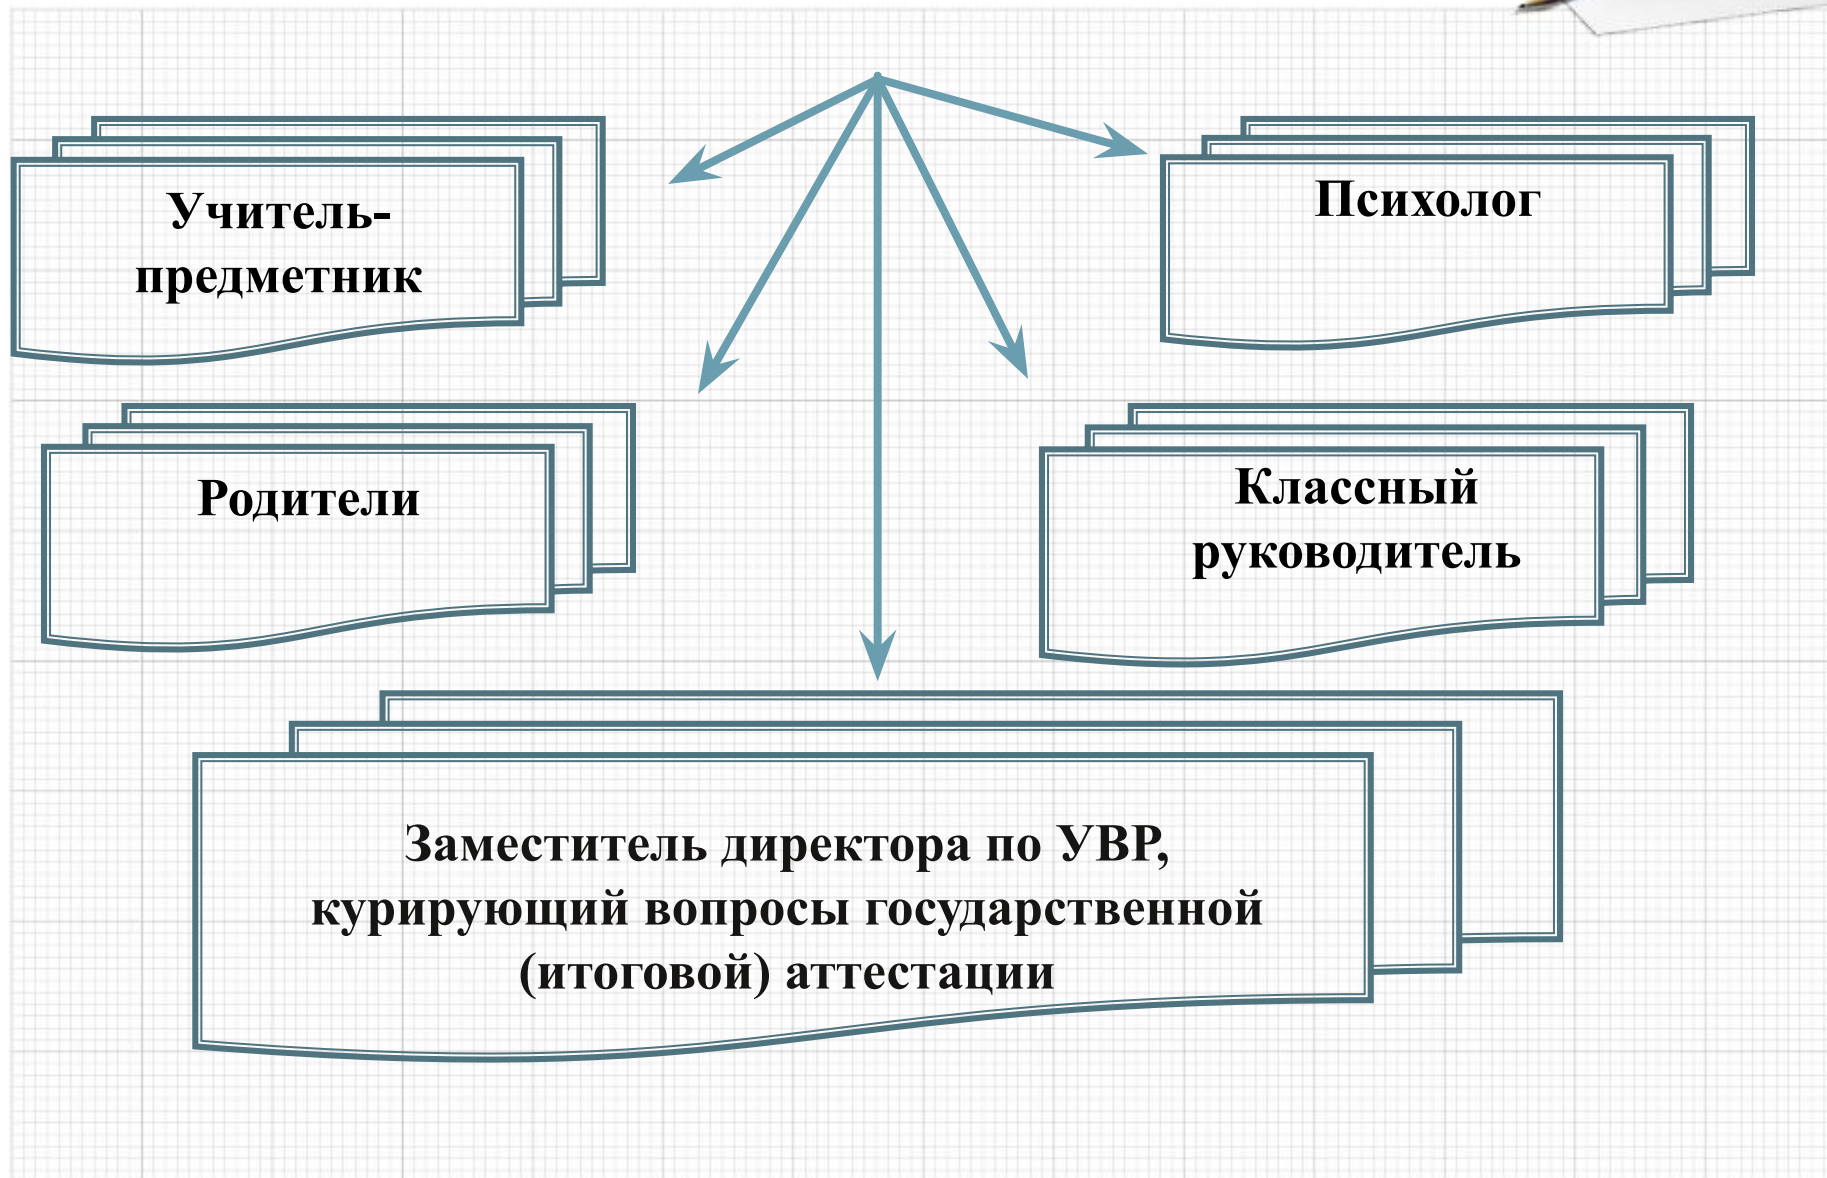 Учитель-
предметник
Психолог
Родители
Классный
руководитель
Заместитель директора по УВР,
курирующий вопросы государственной
(итоговой) аттестации